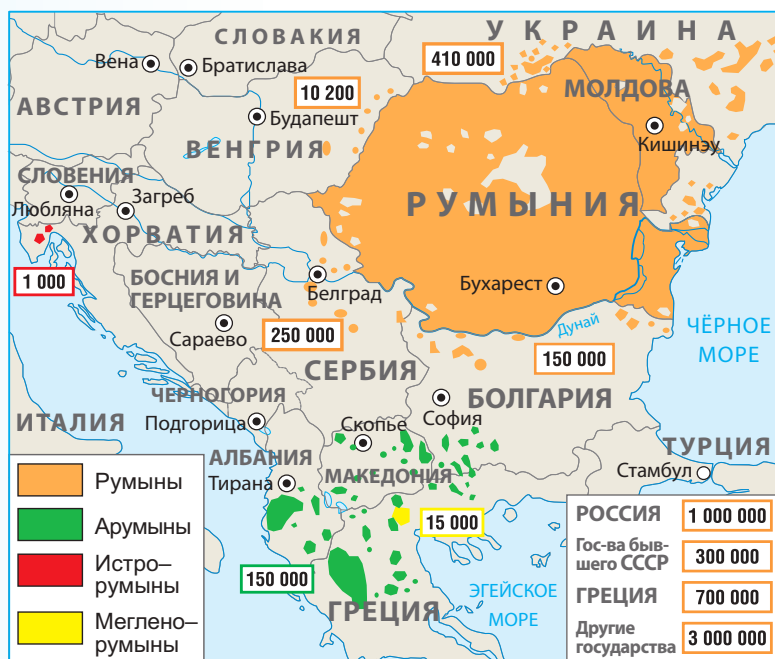 СЛОВАКИЯ
УКРАИНА
Вена
Братислава
410 000
10 200
МОЛДОВА
АВСТРИЯ
Будапешт
Кишинэу
ВЕНГРИЯ
СЛОВЕНИЯ
Любляна
Загреб
РУМЫНИЯ
ХОРВАТИЯ
1 000
БОСНИЯ И
ГЕРЦЕГОВИНА
Белград
Бухарест
Сараево
250 000
Дунай
150 000
ЧЁРНОЕ
МОРЕ
СЕРБИЯ
ЧЕРНОГОРИЯ
БОЛГАРИЯ
ИТАЛИЯ
Подгорица
Скопье
София
АЛБАНИЯ
Тирана
МАКЕДОНИЯ
ТУРЦИЯ
Стамбул
15 000
150 000
ГРЕЦИЯ
ЭГЕЙСКОЕ
МОРЕ
Румыны
Арумыны
Истро–
румыны
Меглено–
румыны
РОССИЯ 1 000 000
Гос-ва быв-
шего СССР 300 000
ГРЕЦИЯ 700 000
Другие
государства 3 000 000